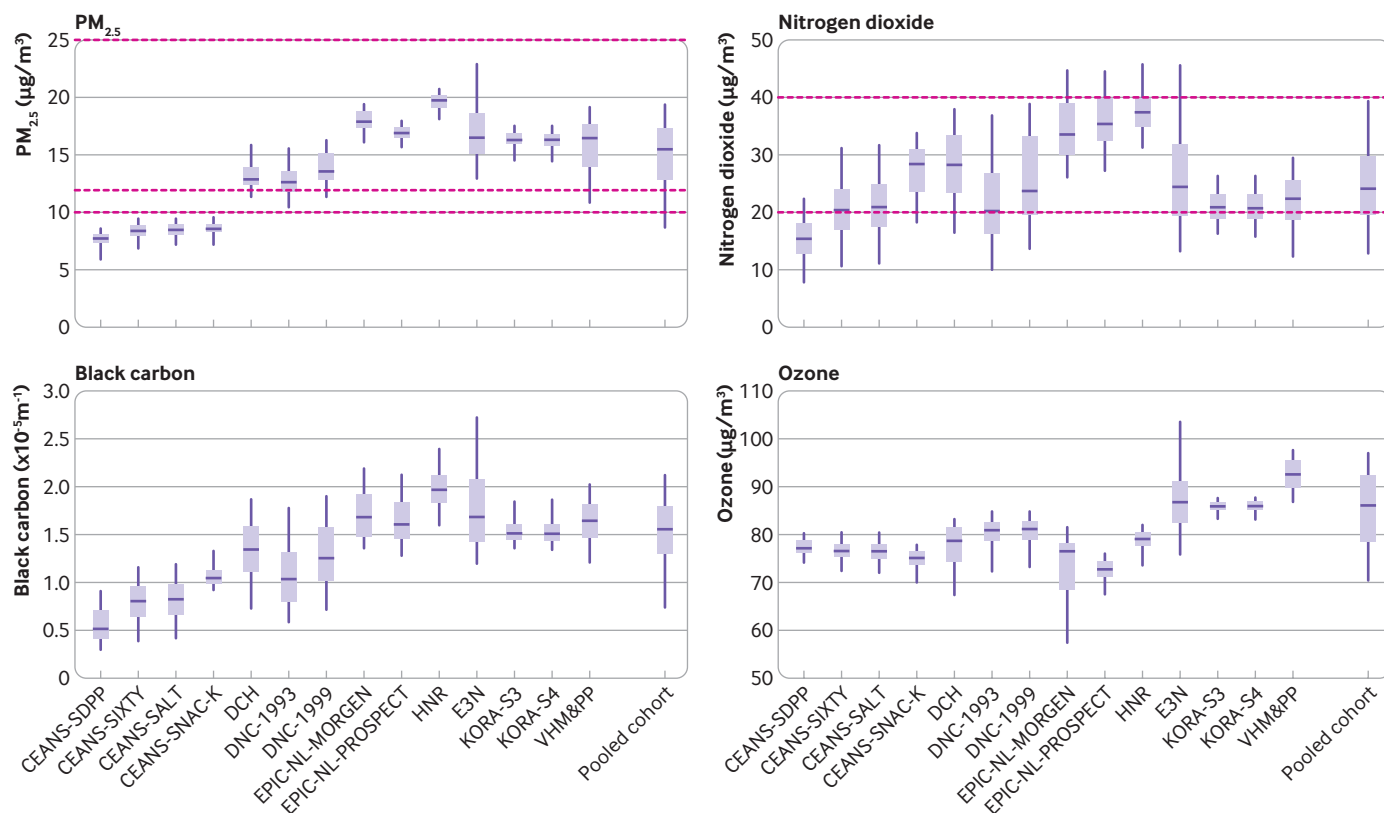 PM2.5
PM2.5 (µg/m³)
25
20
15
10
5
0
Nitrogen dioxide
Nitrogen dioxide (µg/m³)
50
40
30
20
10
0
Black carbon
Black carbon (x10-5m-1)
3.0
2.5
2.0
1.5
1.0
0.5
0
CEANS-SDPP
CEANS-SIXTY
CEANS-SALT
CEANS-SNAC-K
DCH
DNC-1993
DNC-1999
EPIC-NL-MORGEN
EPIC-NL-PROSPECT
HNR
E3N
KORA-S3
KORA-S4
VHM&PP
Pooled cohort
Ozone
Ozone (µg/m³)
110
100
90
80
70
60
50
CEANS-SDPP
CEANS-SIXTY
CEANS-SALT
CEANS-SNAC-K
DCH
DNC-1993
DNC-1999
EPIC-NL-MORGEN
EPIC-NL-PROSPECT
HNR
E3N
KORA-S3
KORA-S4
VHM&PP
Pooled cohort